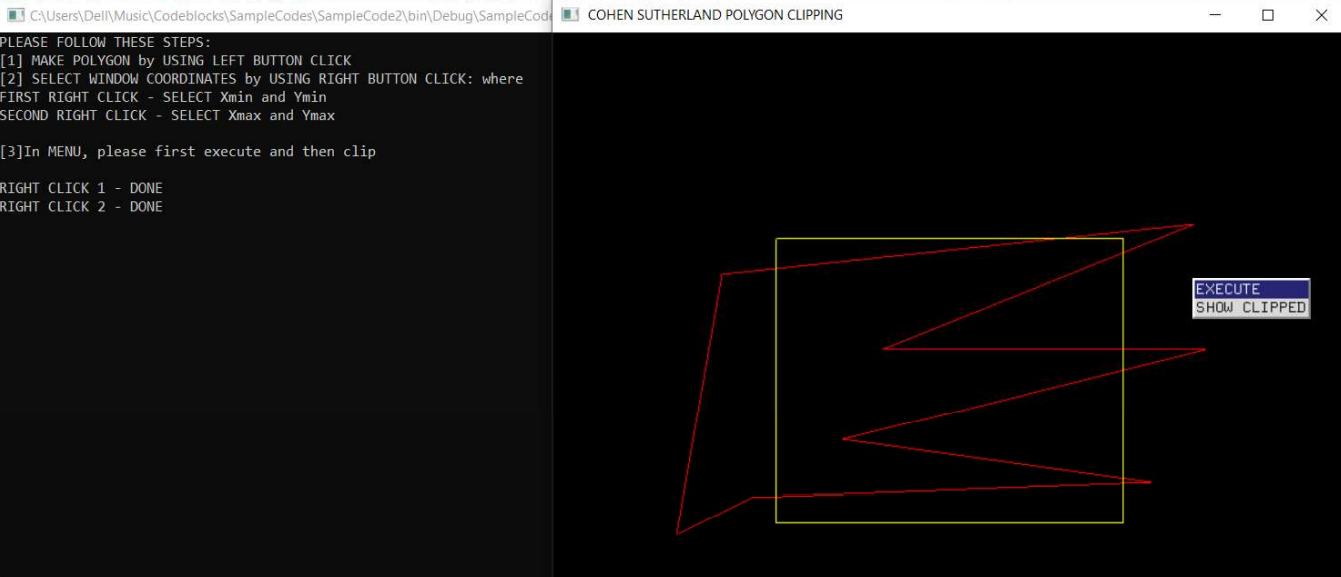 C:\Users\Dell\Music\Codeblocks\SampleCodes\SampleCode2\bin\Debug\SampleCode
COHEN SUTHERLAND POLYGON CLIPPING
PLEASE FOLLOW THESE STEPS:
[1] MAKE POLYGON by USING LEFT BUTTON CLICK
[2] SELECT WINDOW COORDINATES by USING RIGHT BUTTON CLICK: where
FIRST RIGHT CLICK - SELECT Xmin and Ymin
SECOND RIGHT CLICK - SELECT Xmax and Ymax
[3]In MENU, please first execute and then clip
RIGHT CLICK 1 - DONE
RIGHT CLICK 2 - DONE
EXECUTE
SHOW CLIPPED